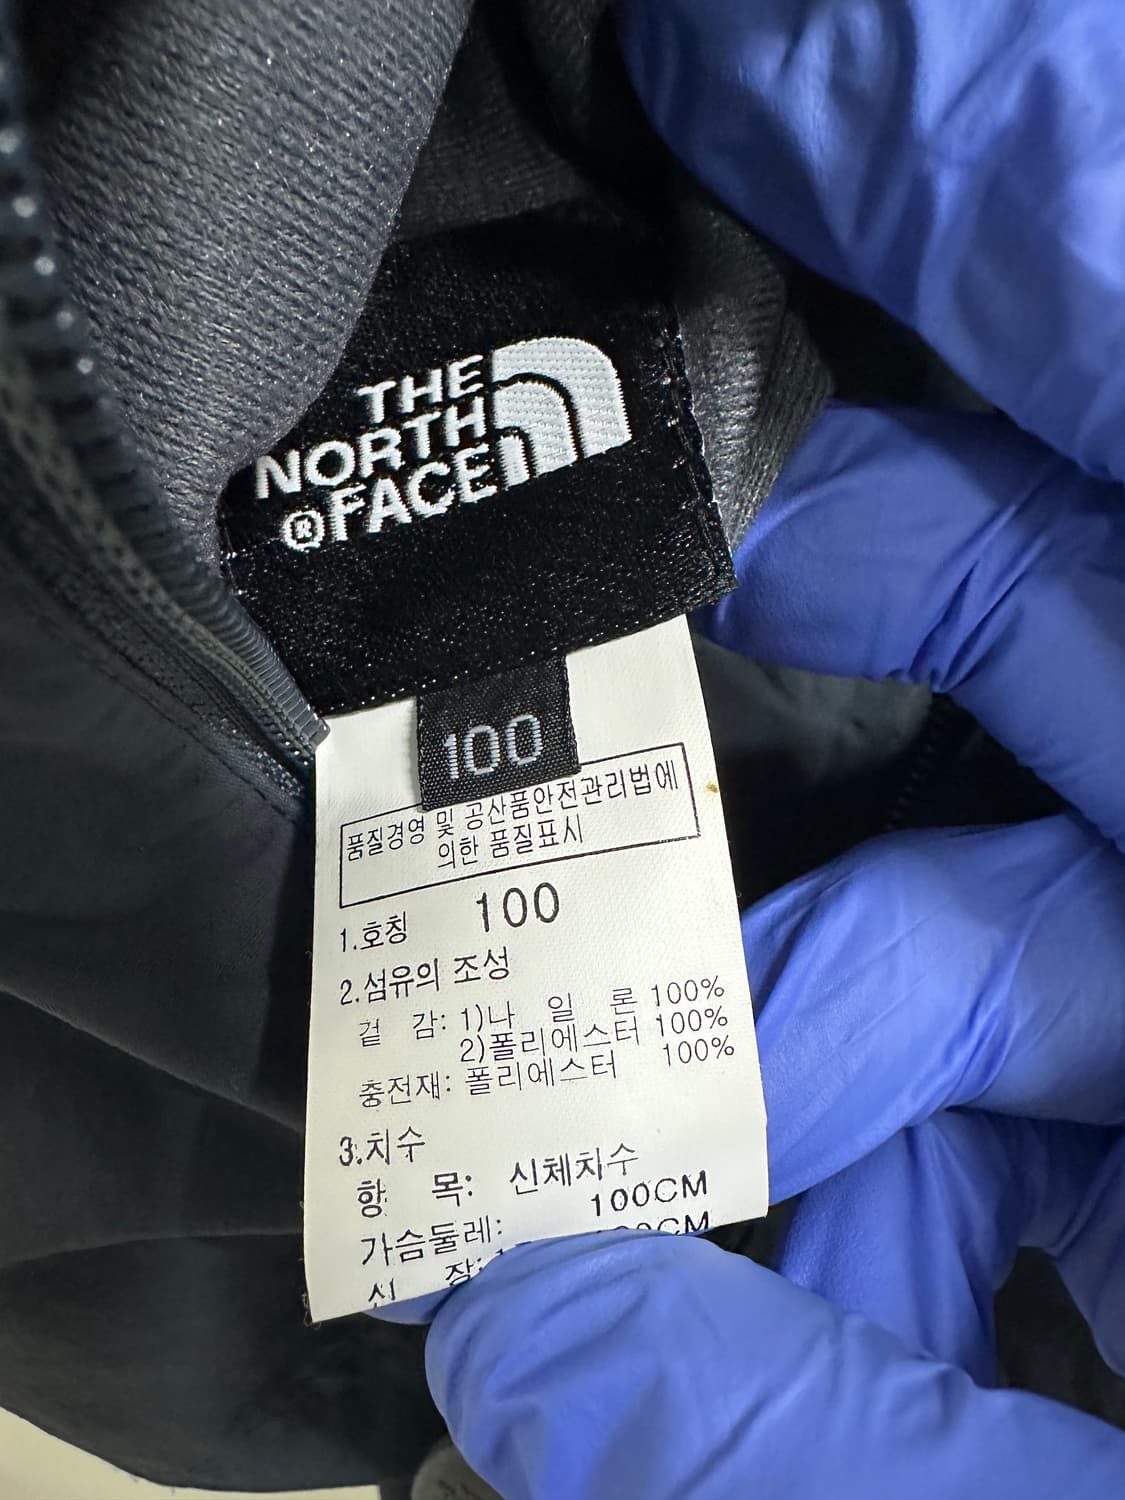 THE
NORTH
®FACE
100
품질경영 및 공산품안전관리법에
의한 품질표시
1.호칭 100
2.섬유의 조성
겉 감: 1)나 일 론 100%
2)폴리에스터 100%
충전재: 폴리에스터 100%
3.치수
항 목: 신체치수
가슴둘레: 100CM
신 장: